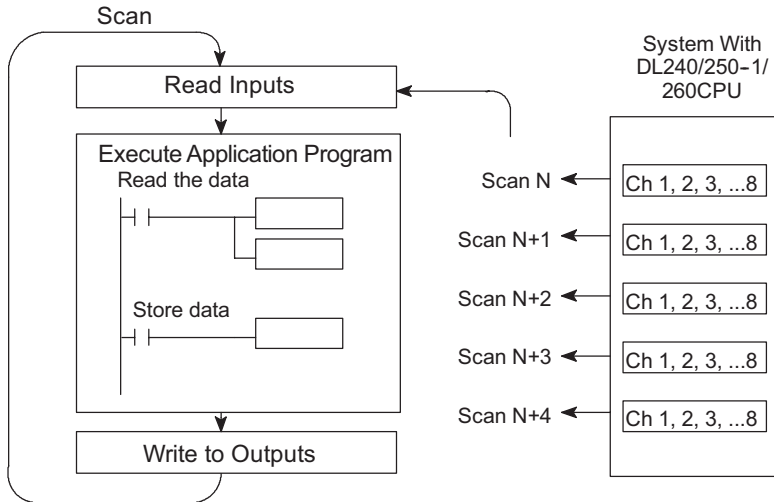 Scan
System With
DL240/250-1/
260CPU
Read Inputs
Execute Application Program
Read the data
Store data
Write to Outputs
Scan N
Ch 1, 2, 3, ...8
Scan N+1
Ch 1, 2, 3, ...8
Scan N+2
Ch 1, 2, 3, ...8
Scan N+3
Ch 1, 2, 3, ...8
Scan N+4
Ch 1, 2, 3, ...8